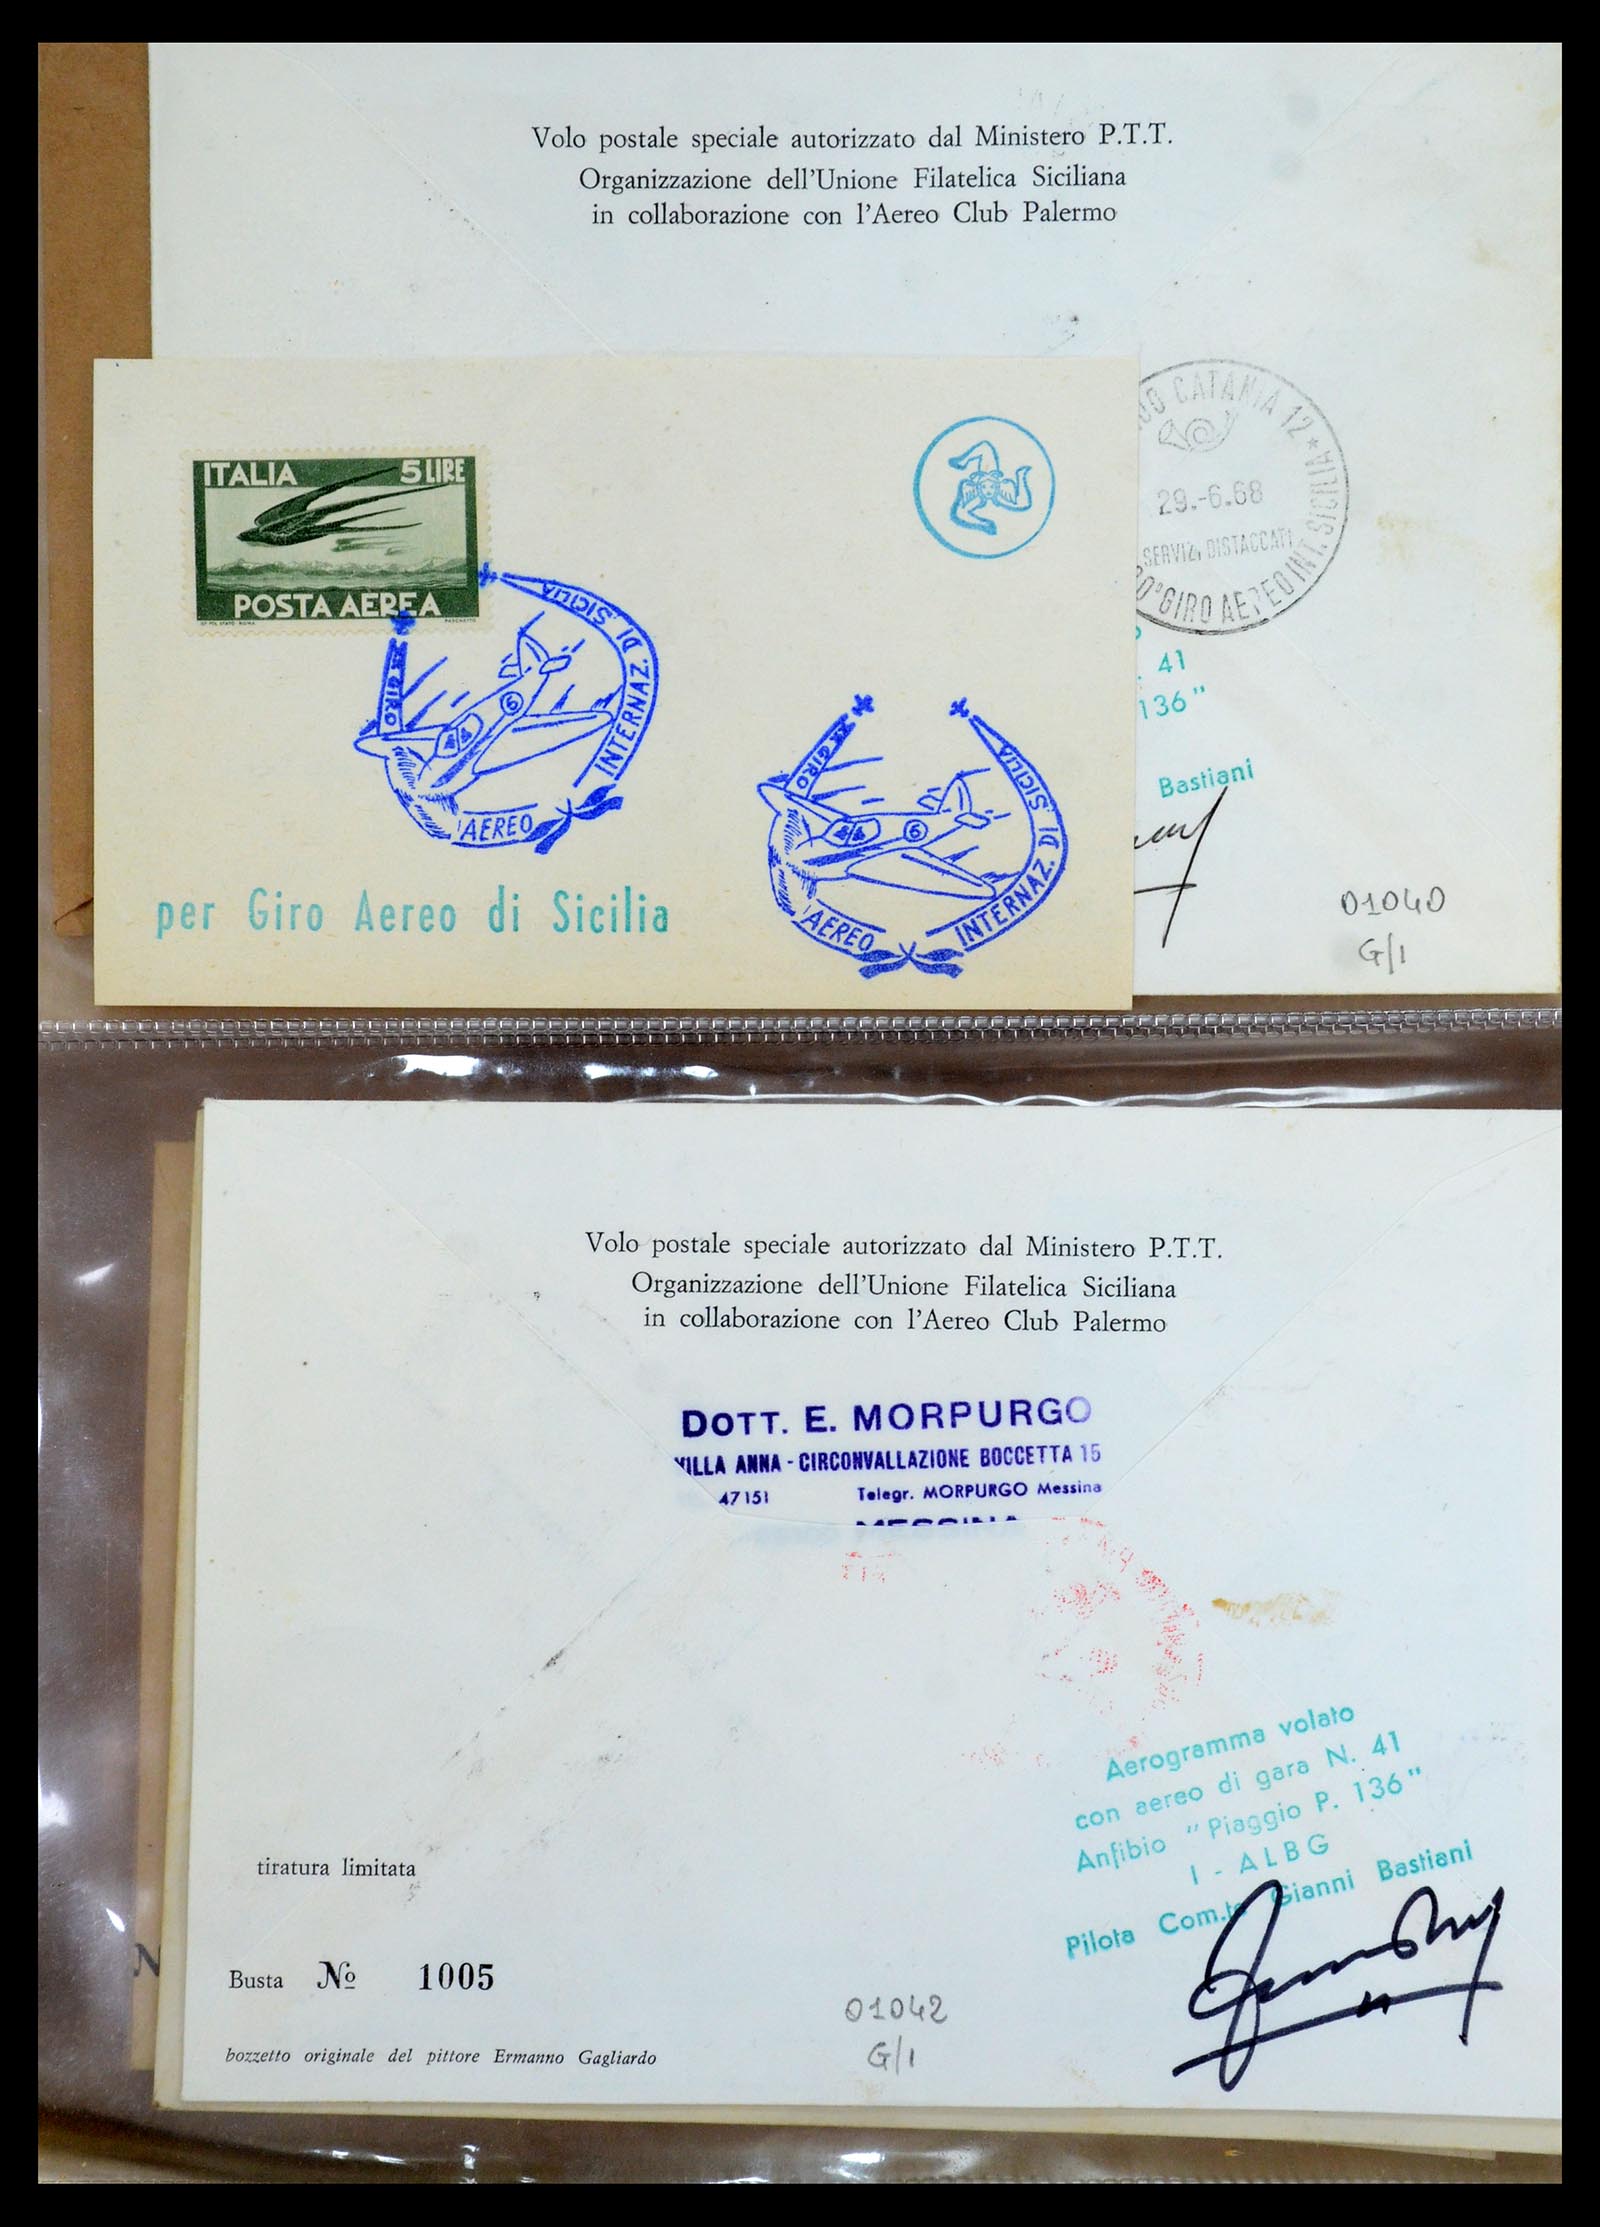 Volo postale speciale autorizzato dal Ministero P.T.T.
Organizzazione dell'Unione Filatelica Siciliana
in collaborazione con l'Aereo Club Palermo
CATANIA 12 *
29.-6.68
SERVIZI DISTACCATI
GIRO AEREO INT. SICILIA
41
136"
Bastiani
01040
G/1
ITALIA 5 LIRE
POSTA AEREA
XX GIRO
AEREO
INTERNAZ. DI SICILIA
6
XX GIRO
AEREO
INTERNAZ. DI SICILIA
6
per Giro Aereo di Sicilia
Volo postale speciale autorizzato dal Ministero P.T.T.
Organizzazione dell'Unione Filatelica Siciliana
in collaborazione con l'Aereo Club Palermo
DOTT. E. MORPURGO
VILLA ANNA - CIRCONVALLAZIONE BOCCETTA 15
47151 Telegr. MORPURGO Messina
MESSINA
Aerogramma volato
con aereo di gara N. 41
Anfibio "Piaggio P. 136"
I - ALBG
Pilota Com.te Gianni Bastiani
tiratura limitata
Busta No 1005
01042
G/1
bozzetto originale del pittore Ermanno Gagliardo